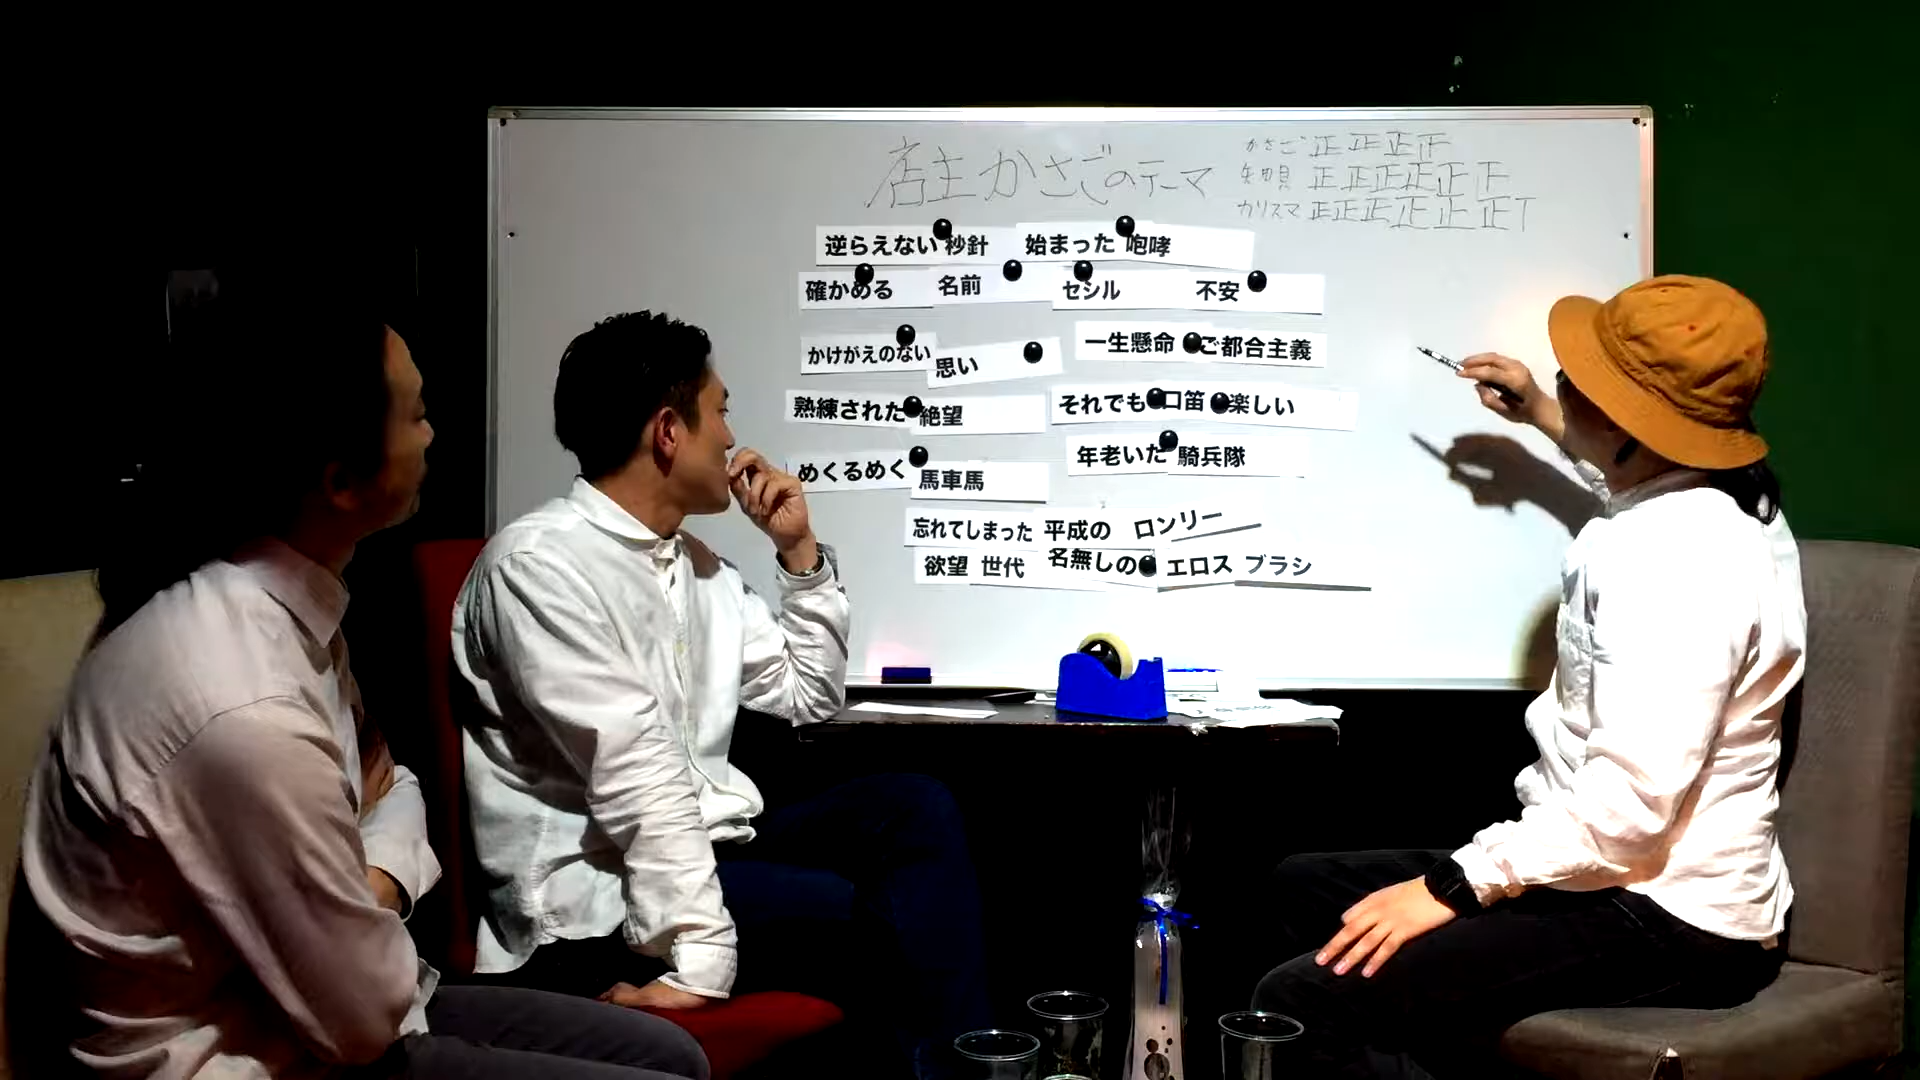 店主かさごのテーマ
かさご 正正正正
矢田貝 正正正正正正
カリスマ 正正正正正正T
逆らえない 秒針 始まった 咆哮
確かめる 名前 セシル 不安
かけがえのない 思い 一生懸命 ご都合主義
熟練された 絶望 それでも 口笛 楽しい
めくるめく 馬車馬 年老いた 騎兵隊
忘れてしまった 平成の ロンリー
欲望 世代 名無しの エロス ブラシ